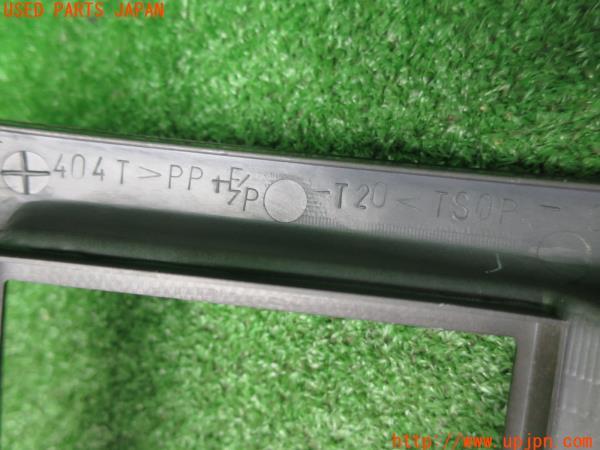 USED PARTS JAPAN
404T >PP+E/P-T20< TSOP-
http://www.upjpn.com/